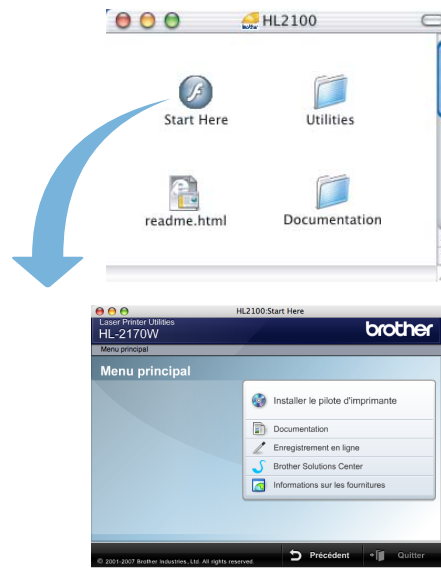 brother HL2100
Start Here
Utilities
readme.html
Documentation
HL2100:Start Here
Laser Printer Utilities
HL-2170W
brother
Menu principal
Menu principal
Installer le pilote d'imprimante
Documentation
Enregistrement en ligne
Brother Solutions Center
Informations sur les fournitures
© 2001-2007 Brother Industries, Ltd. All rights reserved.
Précédent
Quitter